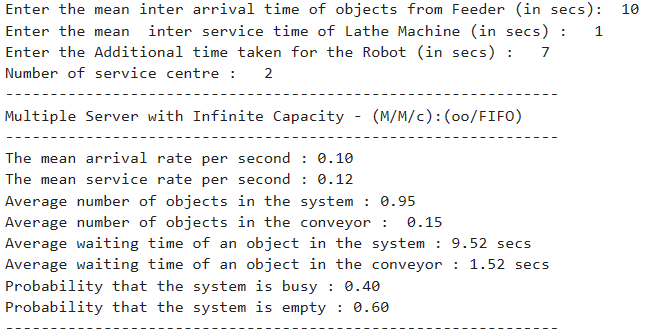 Enter the mean inter arrival time of objects from Feeder (in secs):  10
Enter the mean  inter service time of Lathe Machine (in secs) :   1
Enter the Additional time taken for the Robot (in secs) :   7
Number of service centre :   2
--------------------------------------------------------------
Multiple Server with Infinite Capacity - (M/M/c):(oo/FIFO)
--------------------------------------------------------------
The mean arrival rate per second : 0.10
The mean service rate per second : 0.12
Average number of objects in the system : 0.95
Average number of objects in the conveyor :  0.15
Average waiting time of an object in the system : 9.52 secs
Average waiting time of an object in the conveyor : 1.52 secs
Probability that the system is busy : 0.40
Probability that the system is empty : 0.60
--------------------------------------------------------------